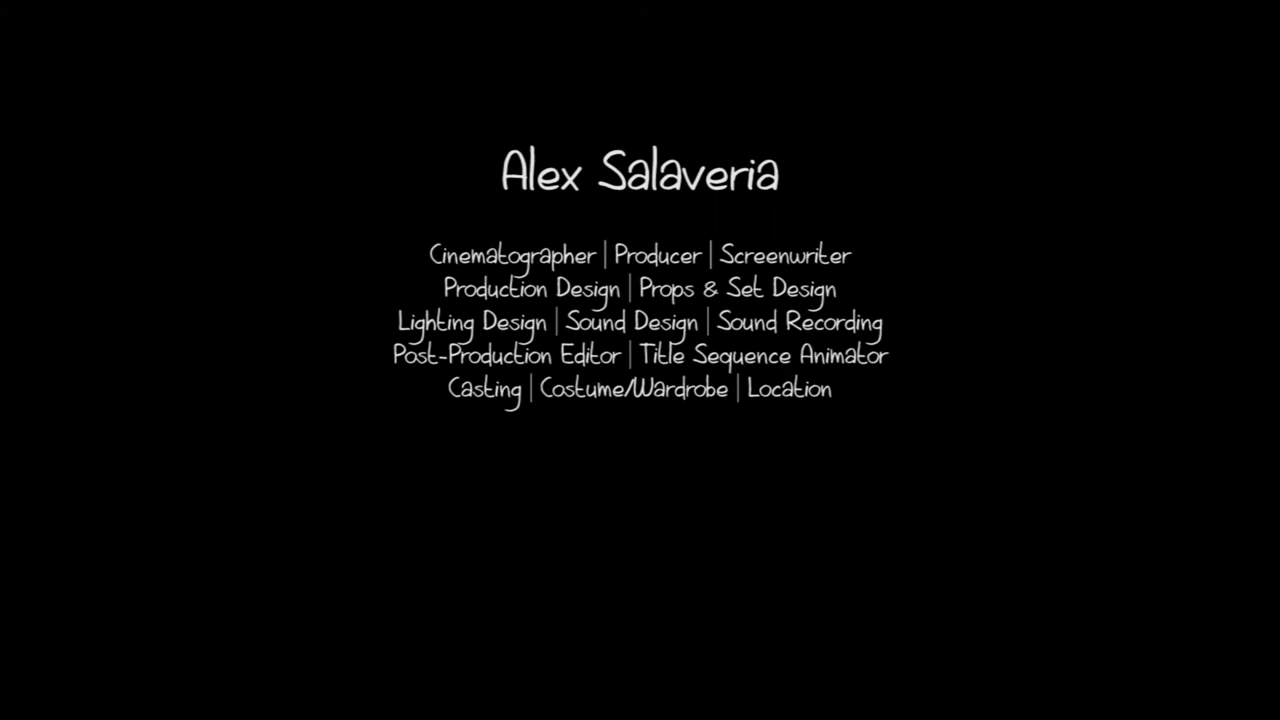 Alex Salaveria
Cinematographer | Producer | Screenwriter
Production Design | Props & Set Design
Lighting Design | Sound Design | Sound Recording
Post-Production Editor | Title Sequence Animator
Casting | Costume/Wardrobe | Location